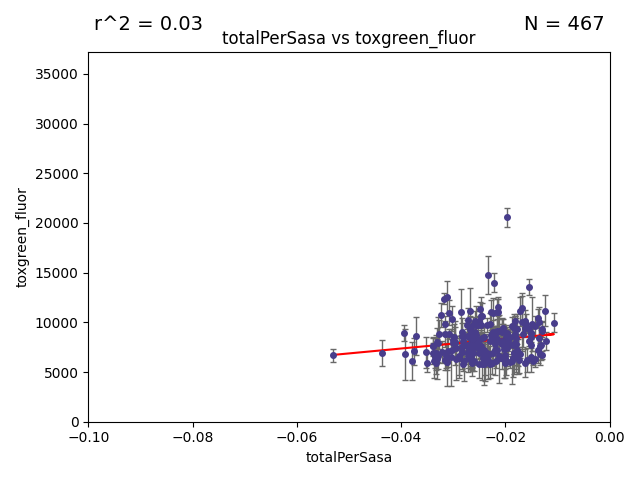 r^2 = 0.03
N = 467
totalPerSasa vs toxgreen_fluor
35000
30000
25000
20000
15000
10000
5000
0
toxgreen_fluor
−0.10
−0.08
−0.06
−0.04
−0.02
0.00
totalPerSasa